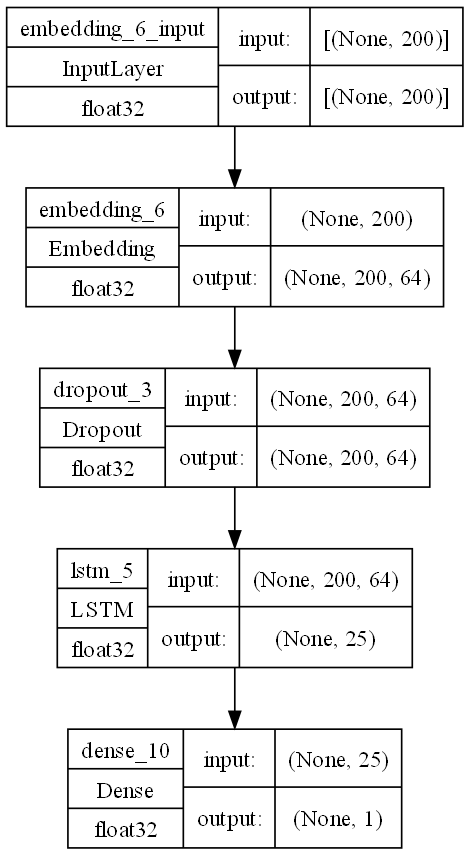 embedding_6_input
InputLayer
float32
input:
[(None, 200)]
output:
[(None, 200)]
embedding_6
Embedding
float32
input:
(None, 200)
output:
(None, 200, 64)
dropout_3
Dropout
float32
input:
(None, 200, 64)
output:
(None, 200, 64)
lstm_5
LSTM
float32
input:
(None, 200, 64)
output:
(None, 25)
dense_10
Dense
float32
input:
(None, 25)
output:
(None, 1)